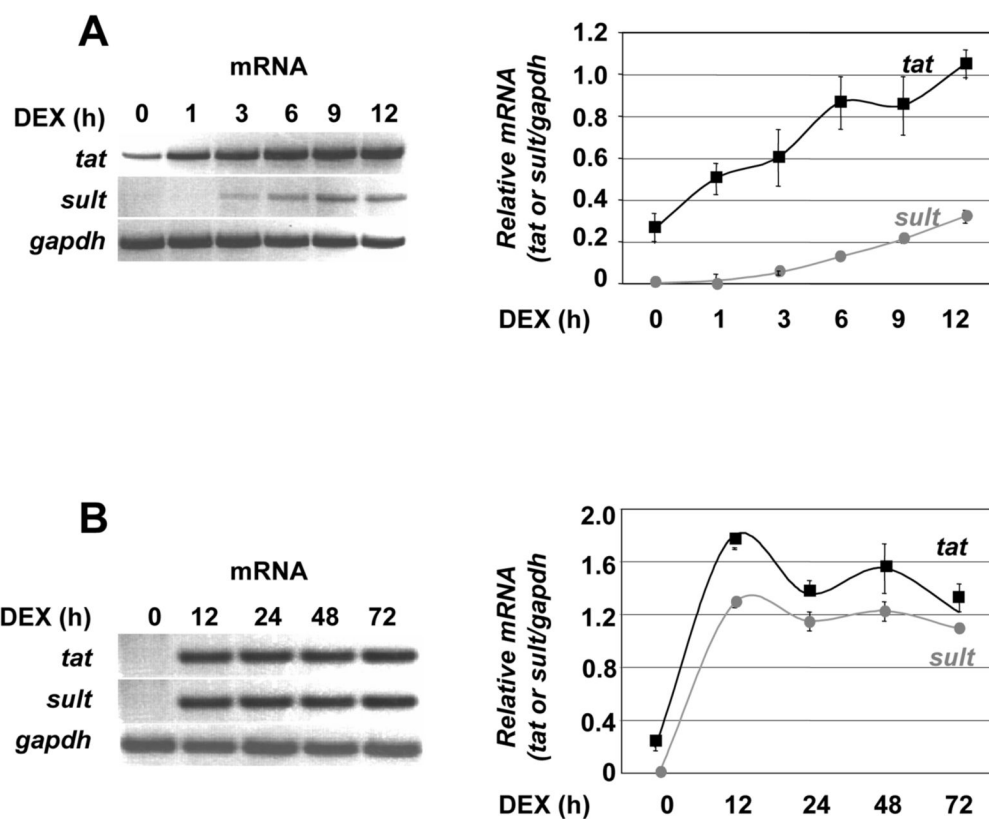 A
mRNA
DEX (h) 0 1 3 6 9 12
tat
sult
gapdh
Relative mRNA
(tat or sult/gapdh
1.2
1.0
0.8
0.6
0.4
0.2
0
tat
sult
DEX (h) 0 1 3 6 9 12
B
mRNA
DEX (h) 0 12 24 48 72
tat
sult
gapdh
Relative mRNA
(tat or sult/gapdh
2.0
1.6
1.2
0.8
0.4
0
tat
sult
DEX (h) 0 12 24 48 72